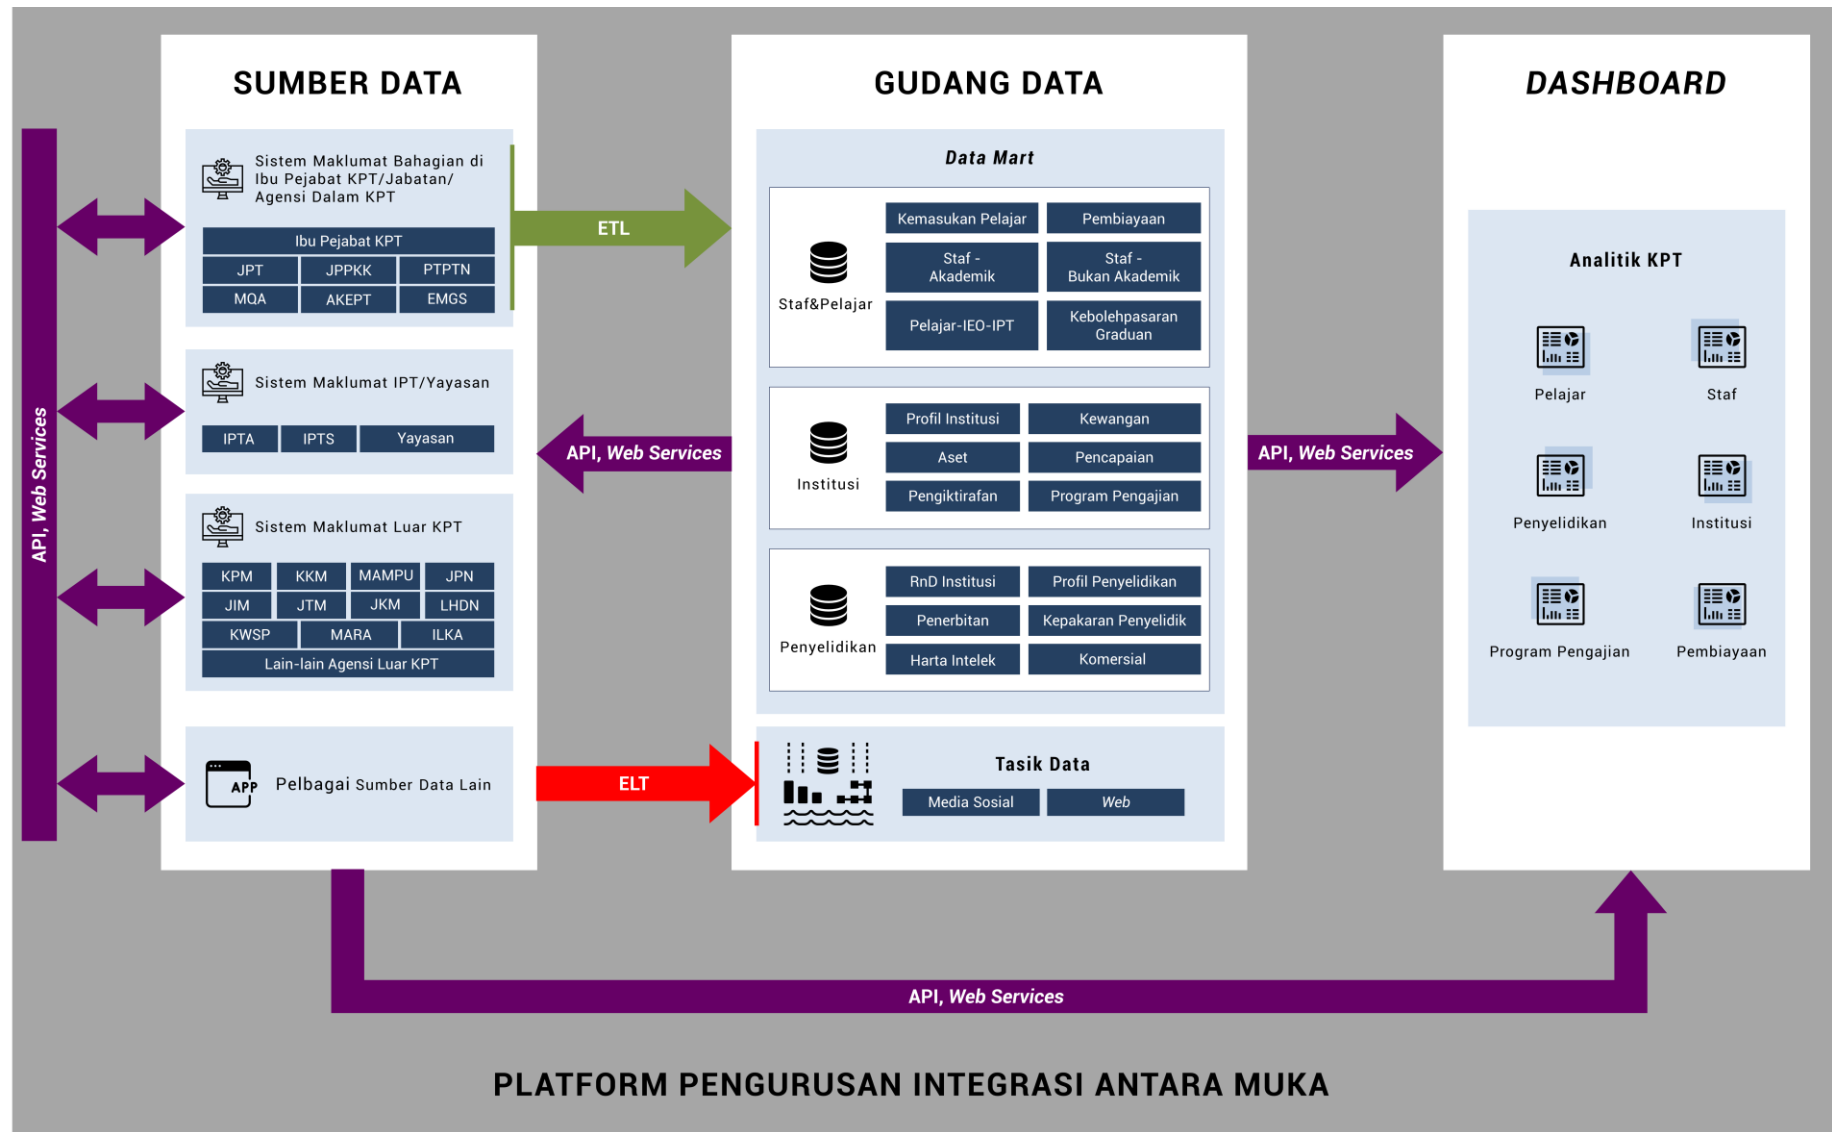 SUMBER DATA
Sistem Maklumat Bahagian di
Ibu Pejabat KPT/Jabatan/
Agensi Dalam KPT
Ibu Pejabat KPT
JPT
JPPKK
PTPTN
MQA
AKEPT
EMGS
Sistem Maklumat IPT/Yayasan
IPTA
IPTS
Yayasan
Sistem Maklumat Luar KPT
KPM
KKM
MAMPU
JPN
JIM
JTM
JKM
LHDN
KWSP
MARA
ILKA
Lain-lain Agensi Luar KPT
APP
Pelbagai Sumber Data Lain
API, Web Services
ETL
API, Web Services
ELT
GUDANG DATA
Data Mart
Staf&Pelajar
Kemasukan Pelajar
Pembiayaan
Staf -
Akademik
Staf -
Bukan Akademik
Pelajar-IEO-IPT
Kebolehpasaran
Graduan
Institusi
Profil Institusi
Kewangan
Aset
Pencapaian
Pengiktirafan
Program Pengajian
Penyelidikan
RnD Institusi
Profil Penyelidikan
Penerbitan
Kepakaran Penyelidik
Harta Intelek
Komersial
Tasik Data
Media Sosial
Web
API, Web Services
DASHBOARD
Analitik KPT
Pelajar
Staf
Penyelidikan
Institusi
Program Pengajian
Pembiayaan
API, Web Services
PLATFORM PENGURUSAN INTEGRASI ANTARA MUKA